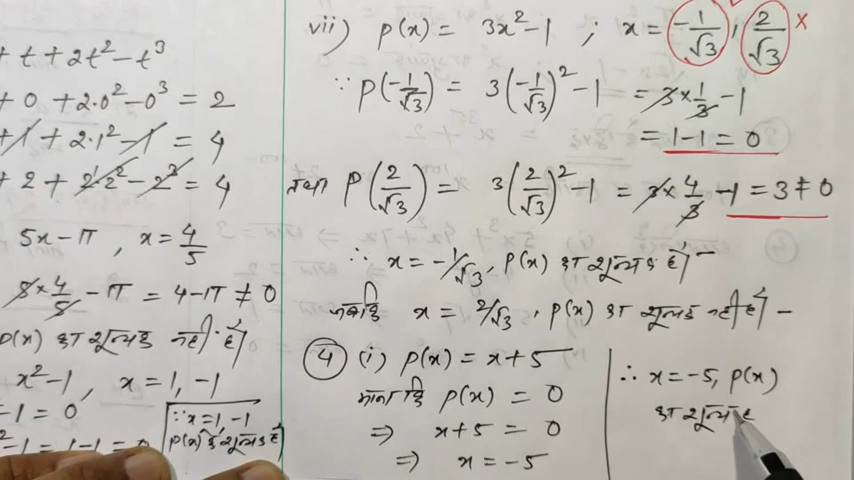 + t + 2t² - t³
+ 0 + 2·0² - 0³ = 2
+ 1 + 2·1² - 1 = 4
+ 2 + 2·2² - 2³ = 4
5x - π , x = 4/5
5 × 4/5 - π = 4 - π ≠ 0
p(x) का शून्यक नहीं है।
x² - 1 , x = 1, -1
-1 = 0
²-1 = 1-1 = 0
∵ x = 1, -1
p(x) के शून्यक हैं
vii) p(x) = 3x² - 1 ; x = -1/√3, 2/√3 ×
∵ p(-1/√3) = 3(-1/√3)² - 1 = 3 × 1/3 - 1
= 1 - 1 = 0
तथा p(2/√3) = 3(2/√3)² - 1 = 3 × 4/3 - 1 = 3 ≠ 0
∴ x = -1/√3, p(x) का शून्यक है।
जबकि x = 2/√3, p(x) का शून्यक नहीं है।
④ (i) p(x) = x + 5
माना कि p(x) = 0
⇒ x + 5 = 0
⇒ x = -5
∴ x = -5, p(x)
का शून्यक है